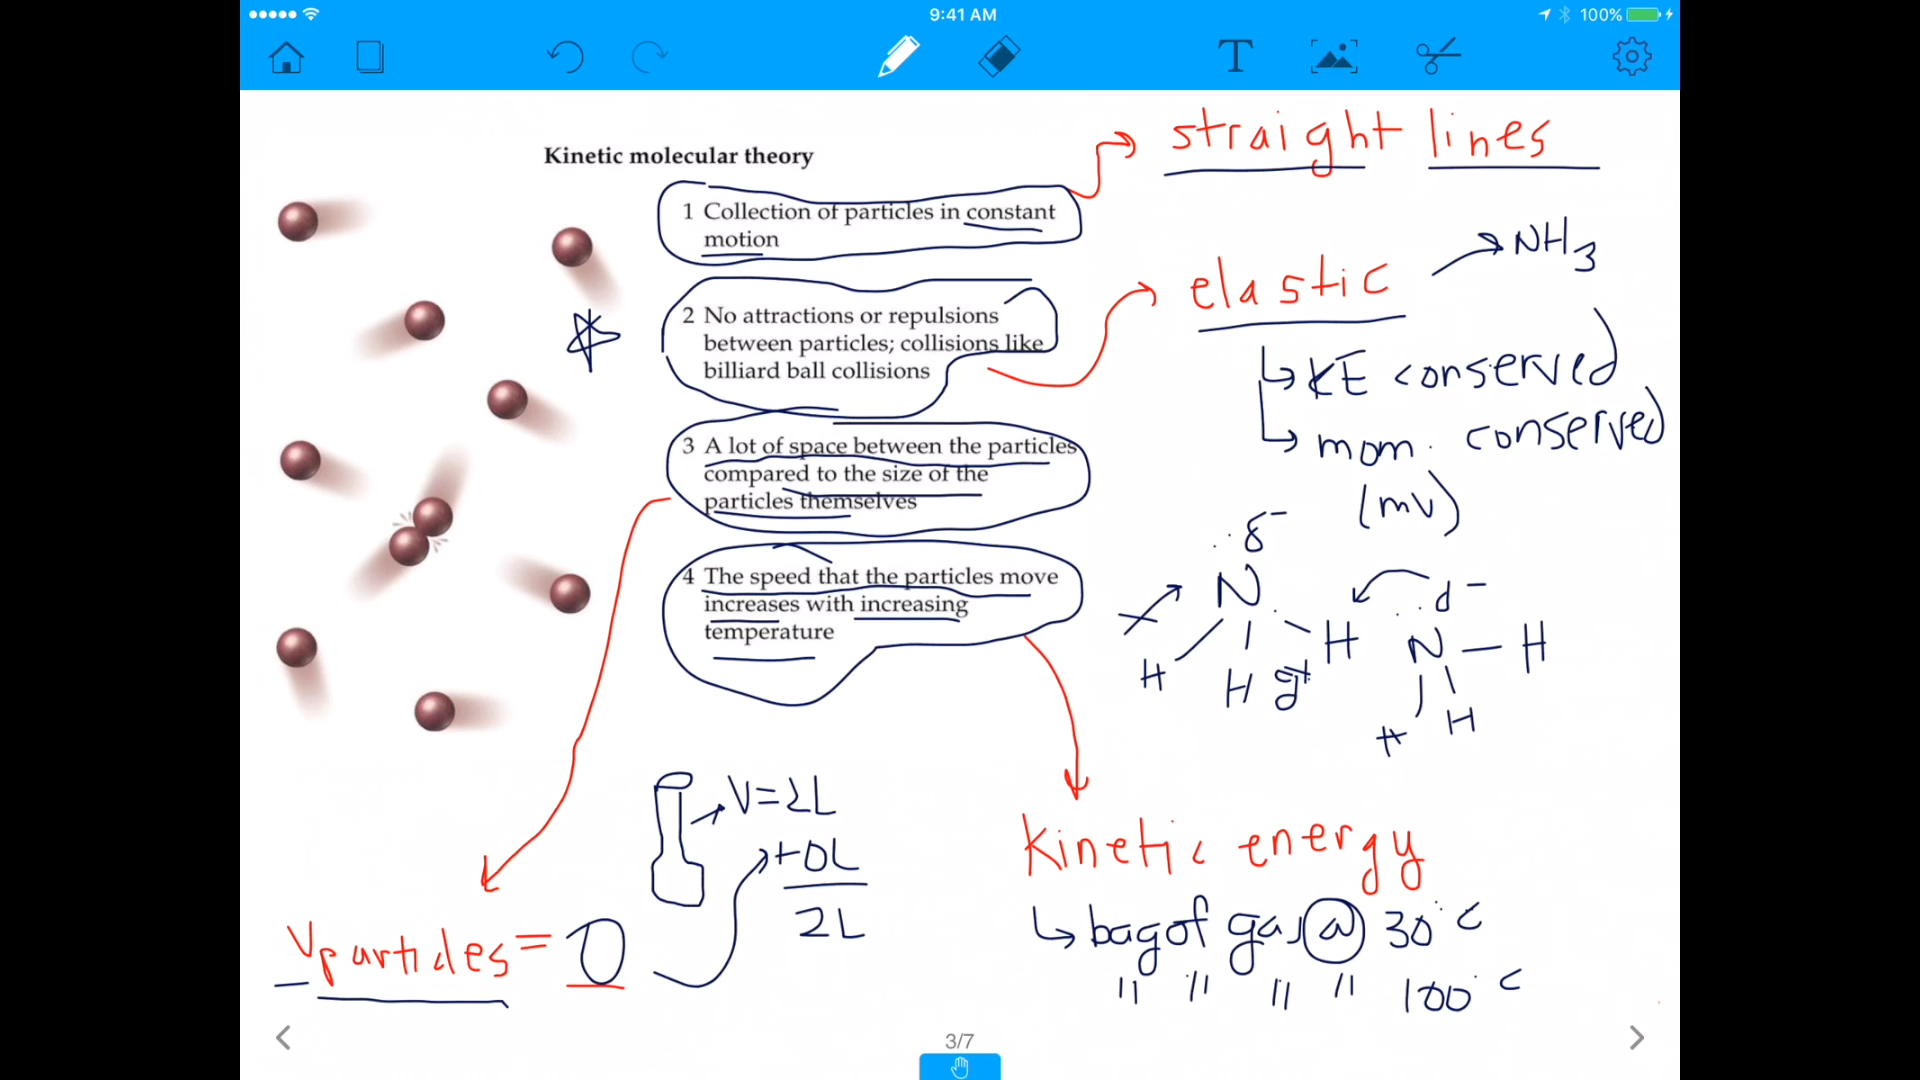 9:41 AM
100%
T
Kinetic molecular theory
1 Collection of particles in constant
motion
straight lines
2 No attractions or repulsions
between particles; collisions like
billiard ball collisions
elastic
NH3
KE conserved
mom. conserved
(mv)
3 A lot of space between the particles
compared to the size of the
particles themselves
4 The speed that the particles move
increases with increasing
temperature
δ-
N
H
H
H
δ+
d-
N
H
H
H
V=2L
+0L
2L
Vparticles = 0
Kinetic energy
bag of gas @ 30°C
" " " " 100°C
3/7